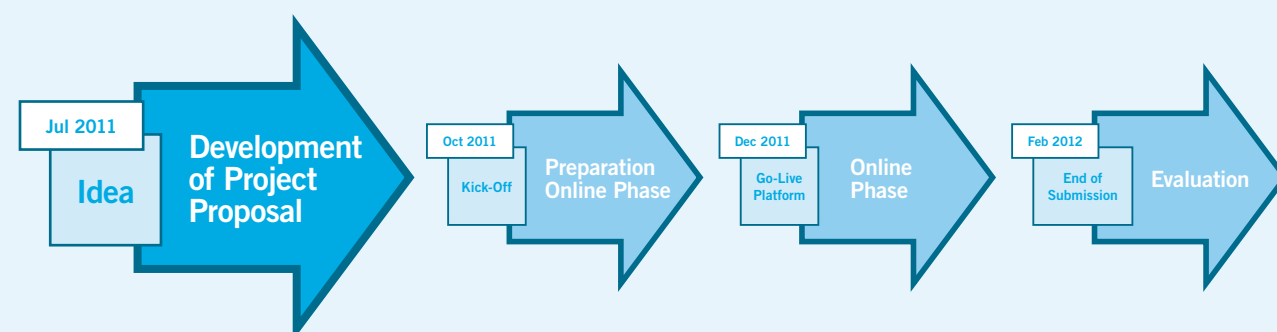 Jul 2011
Idea
Development
of Project
Proposal
Oct 2011
Kick-Off
Preparation
Online Phase
Dec 2011
Go-Live
Platform
Online
Phase
Feb 2012
End of
Submission
Evaluation